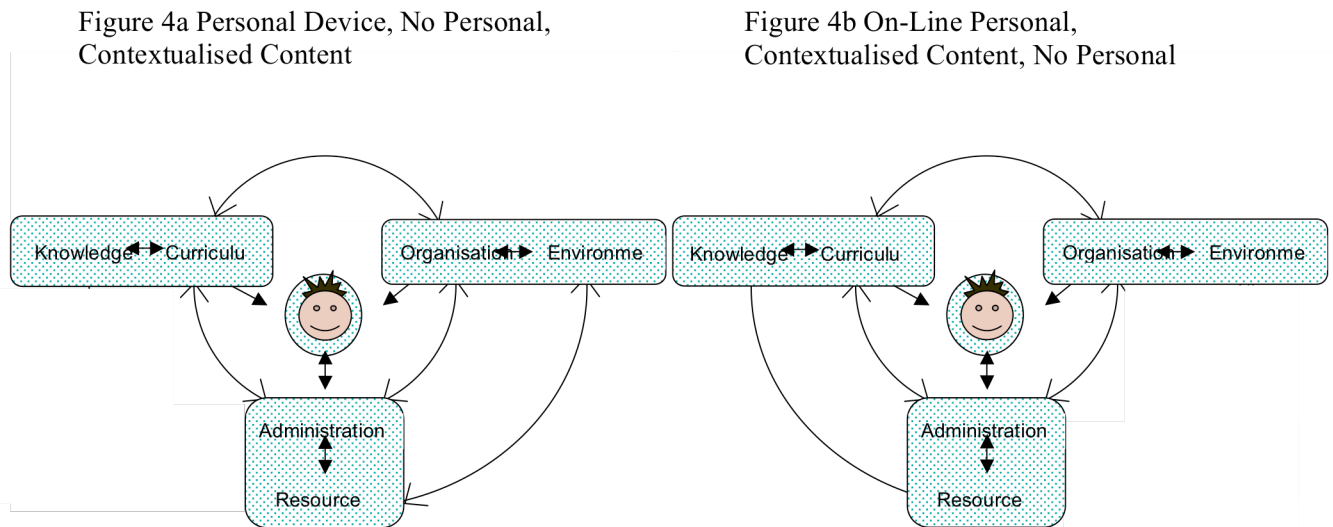 Figure 4a Personal Device, No Personal,
Contextualised Content
Figure 4b On-Line Personal,
Contextualised Content, No Personal
Knowledge Curriculu
Organisation Environme
Administration
Resource
Knowledge Curriculu
Organisation Environme
Administration
Resource